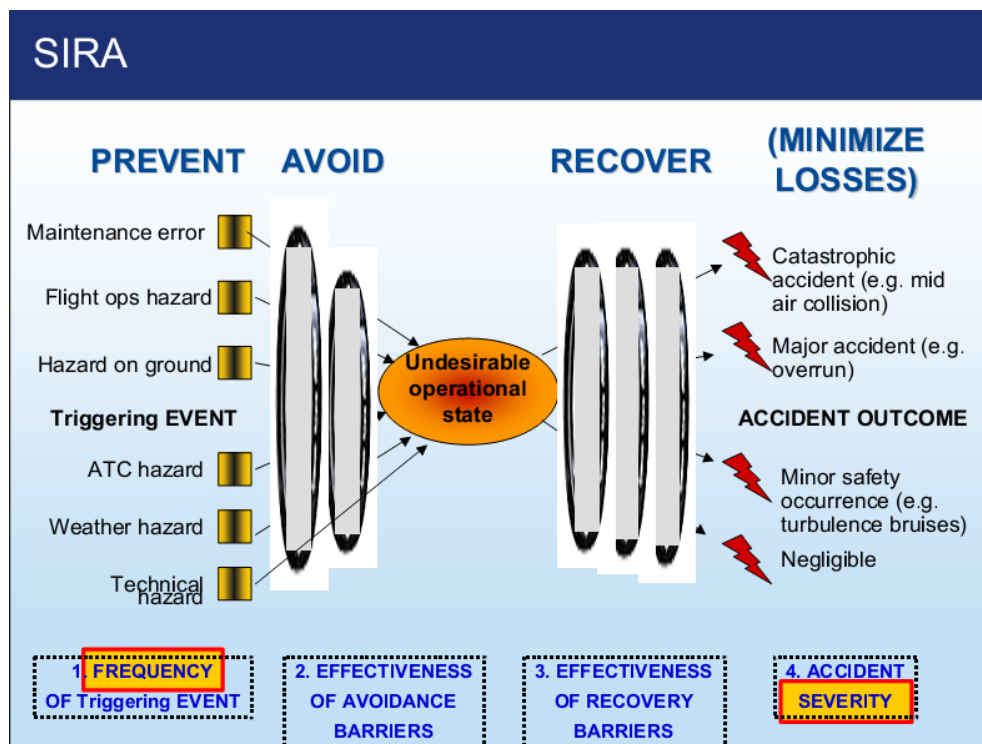 SIRA
PREVENT
AVOID
RECOVER
(MINIMIZE
LOSSES)
Maintenance error
Flight ops hazard
Hazard on ground
Triggering EVENT
ATC hazard
Weather hazard
Technical
hazard
Undesirable
operational
state
Catastrophic
accident (e.g. mid
air collision)
Major accident (e.g.
overrun)
ACCIDENT OUTCOME
Minor safety
occurrence (e.g.
turbulence bruises)
Negligible
1. FREQUENCY
OF Triggering EVENT
2. EFFECTIVENESS
OF AVOIDANCE
BARRIERS
3. EFFECTIVENESS
OF RECOVERY
BARRIERS
4. ACCIDENT
SEVERITY